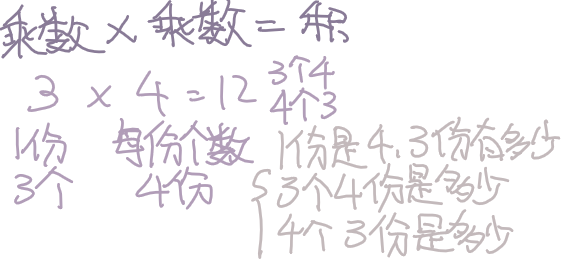 乘数×乘数=积
3×4=12 3个4
4个3
1份 每份个数 1份是4,3份有多少
3个 4份 3个4份是多少
4个3份是多少